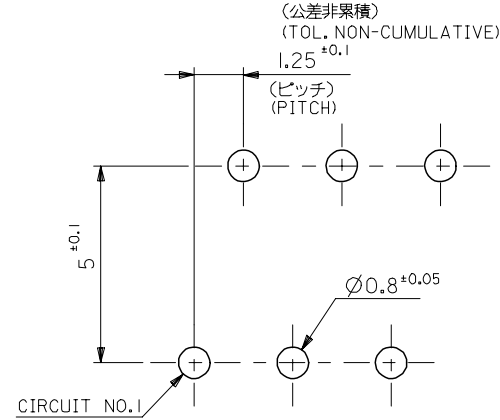 (公差非累積)
(TOL. NON-CUMULATIVE)
1.25 ±0.1
(ピッチ)
(PITCH)
5 ±0.1
Ø0.8±0.05
CIRCUIT NO.1